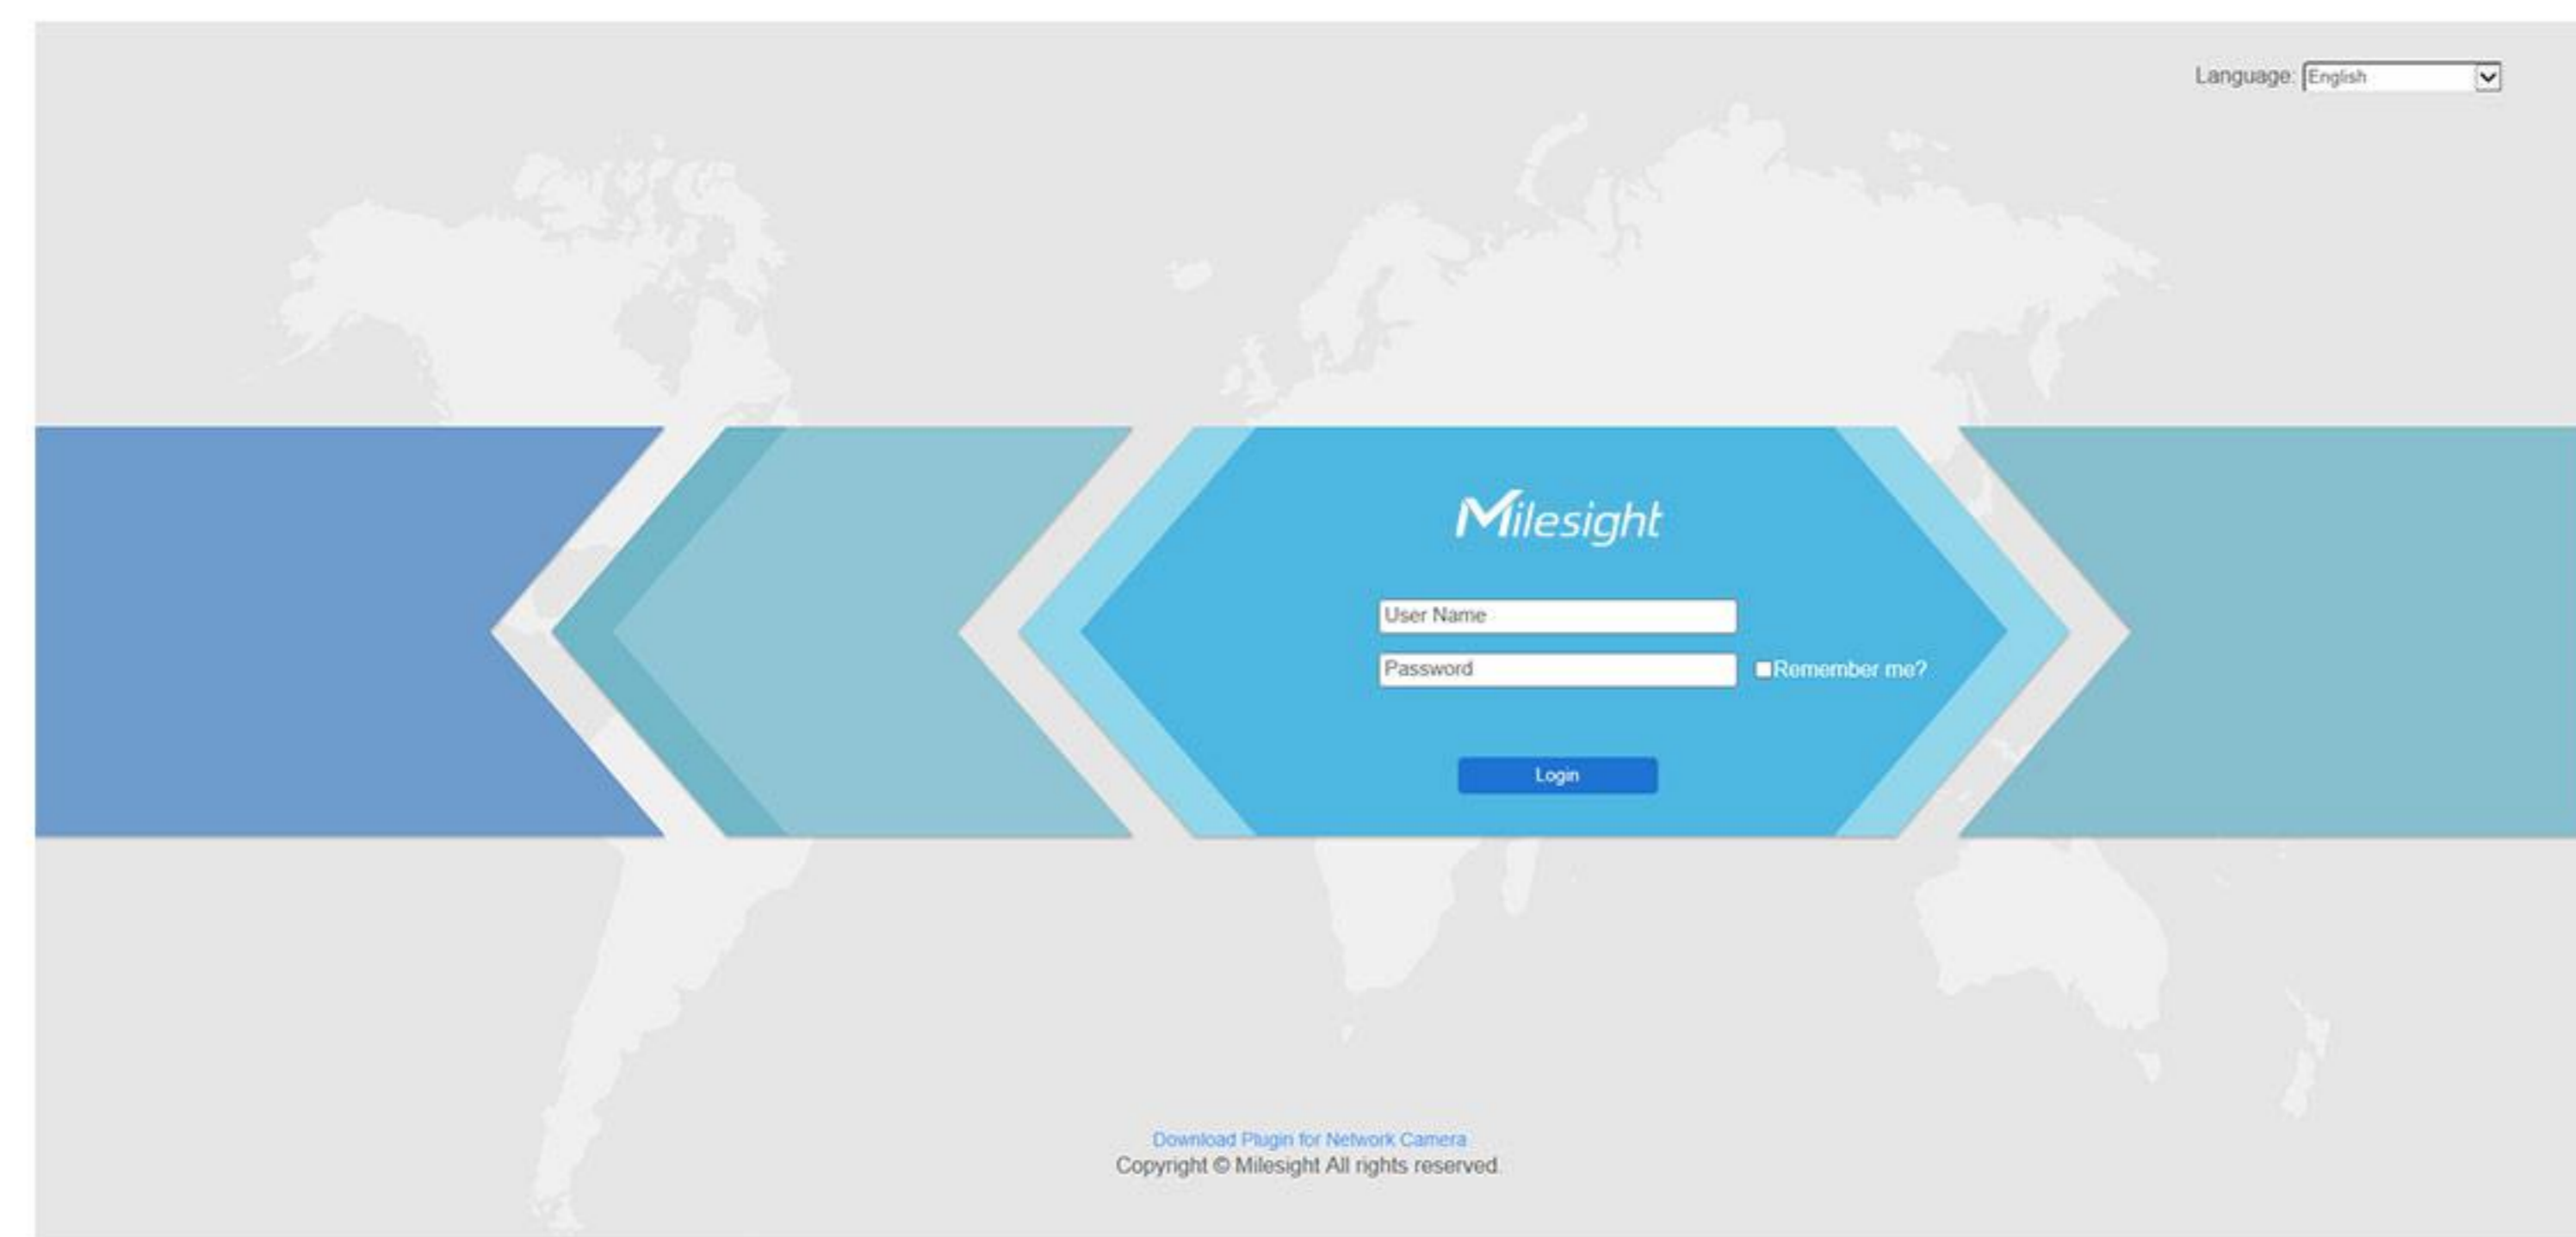 Language: English
Milesight
User Name
Password
Remember me?
Login
Download Plugin for Network Camera
Copyright © Milesight All rights reserved.